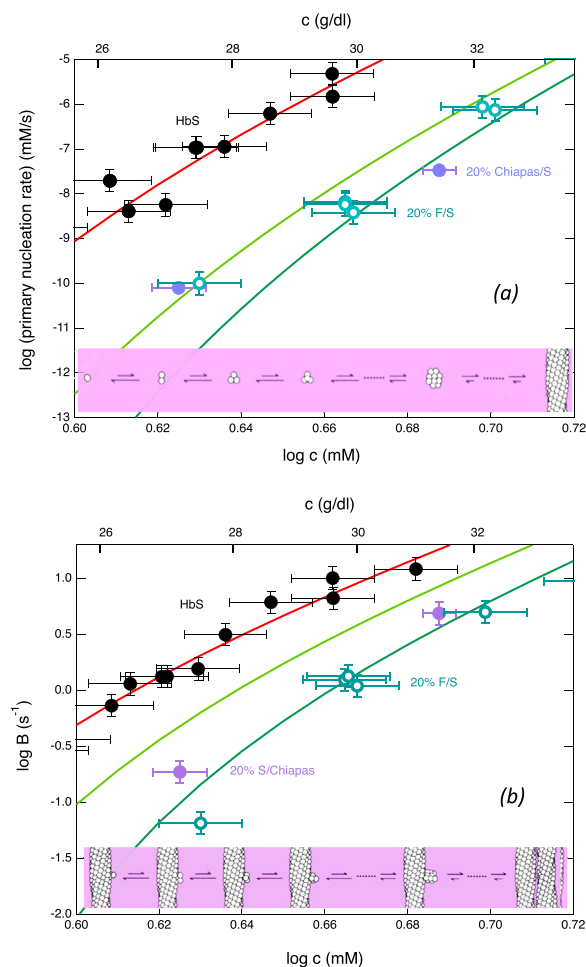 c (g/dl)
26 28 30 32
-5
-6
-7
-8
-9
-10
-11
-12
-13
log (primary nucleation rate) (mM/s)
HbS
20% Chiapas/S
20% F/S
(a)
0.60 0.62 0.64 0.66 0.68 0.70 0.72
log c (mM)
c (g/dl)
26 28 30 32
1.0
0.5
0.0
-0.5
-1.0
-1.5
-2.0
log B (s⁻¹)
HbS
20% F/S
20% S/Chiapas
(b)
0.60 0.62 0.64 0.66 0.68 0.70 0.72
log c (mM)